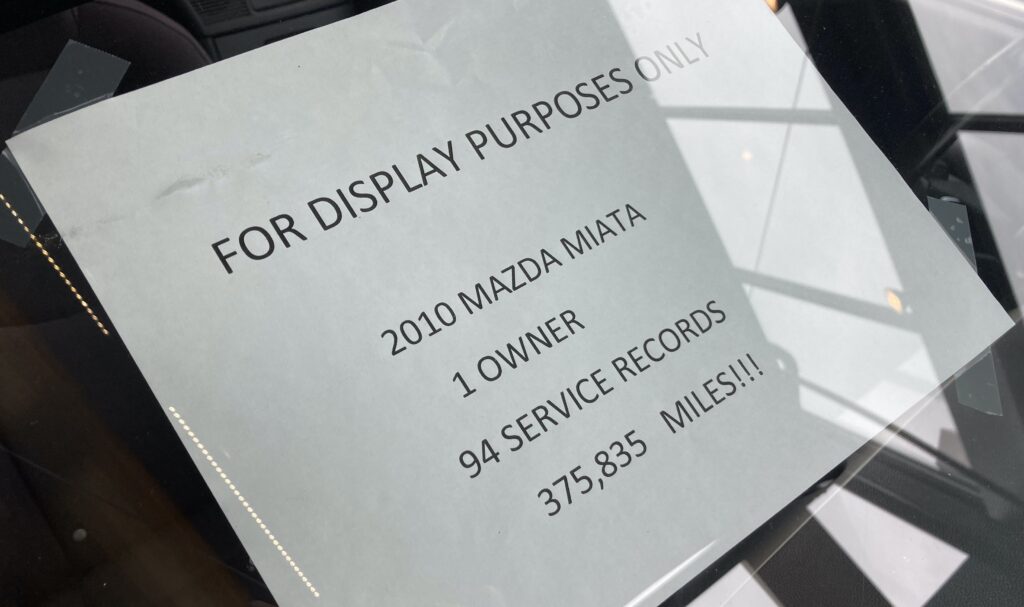 FOR DISPLAY PURPOSES ONLY
2010 MAZDA MIATA
1 OWNER
94 SERVICE RECORDS
375,835 MILES!!!